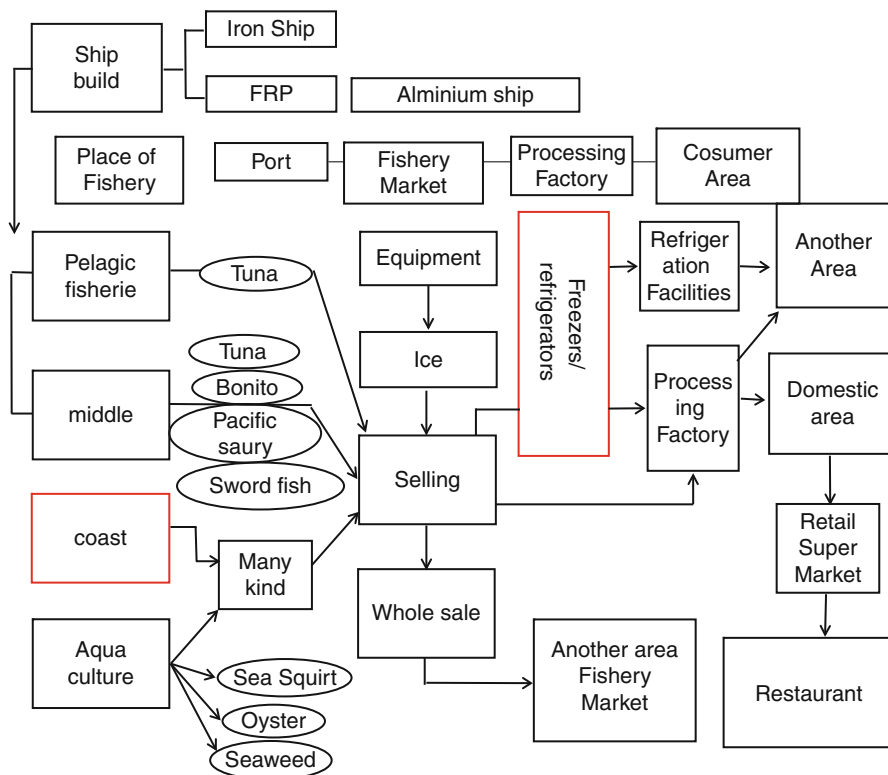 Iron Ship
Ship
build
FRP
Alminium ship
Place of
Fishery
Port
Fishery
Market
Processing
Factory
Cosumer
Area
Pelagic
fisherie
Tuna
Equipment
Freezers/
refrigerators
Refriger
ation
Facilities
Another
Area
Tuna
Bonito
Pacific
saury
Sword fish
middle
Ice
Process
ing
Factory
Domestic
area
Selling
coast
Many
kind
Retail
Super
Market
Whole sale
Aqua
culture
Sea Squirt
Oyster
Seaweed
Another area
Fishery
Market
Restaurant